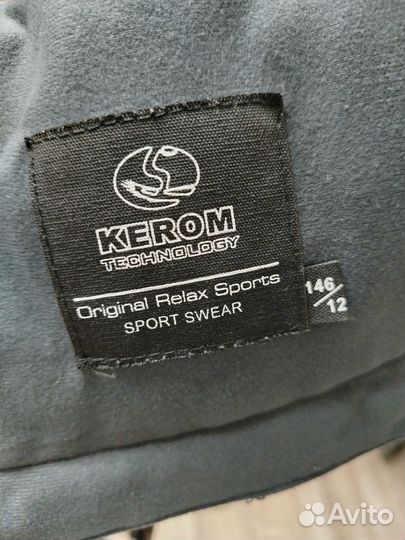 KEROM
TECHNOLOGY
Original Relax Sports
SPORT SWEAR
146/12
Avito